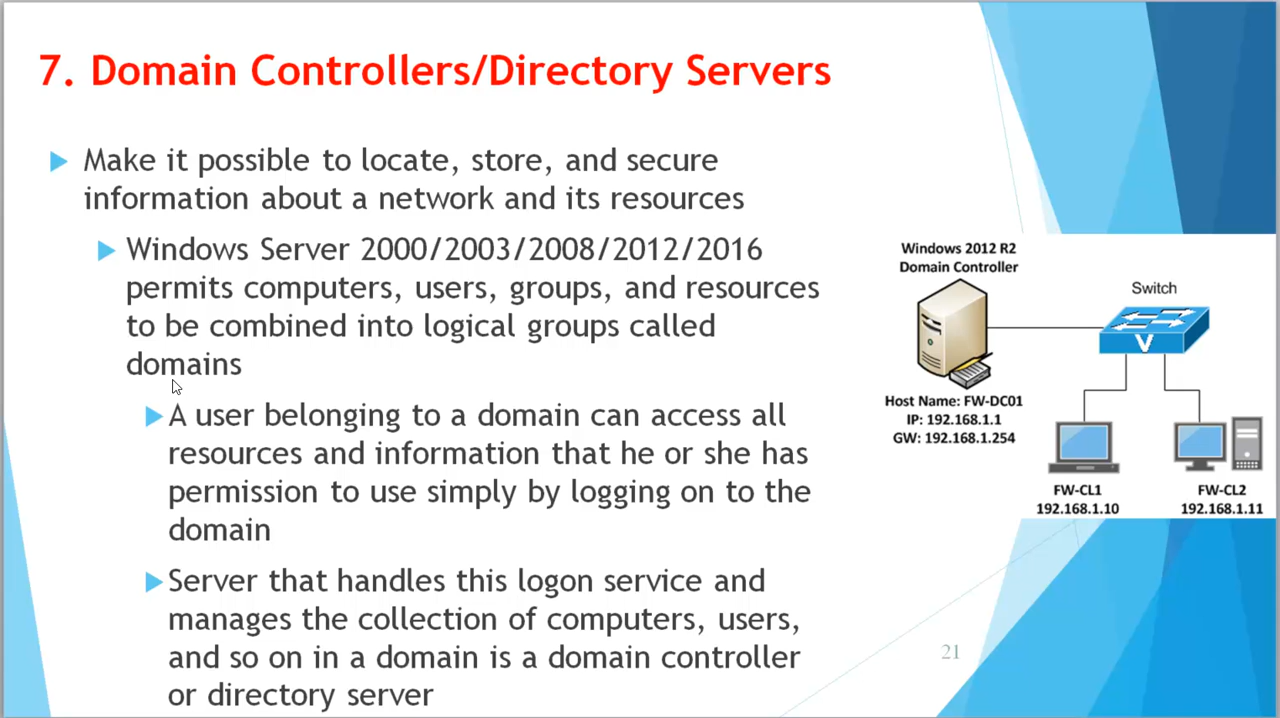 7. Domain Controllers/Directory Servers
Make it possible to locate, store, and secure
information about a network and its resources
Windows Server 2000/2003/2008/2012/2016
permits computers, users, groups, and resources
to be combined into logical groups called
domains
A user belonging to a domain can access all
resources and information that he or she has
permission to use simply by logging on to the
domain
Server that handles this logon service and
manages the collection of computers, users,
and so on in a domain is a domain controller
or directory server
Windows 2012 R2
Domain Controller
Switch
V
Host Name: FW-DC01
IP: 192.168.1.1
GW: 192.168.1.254
FW-CL1
192.168.1.10
FW-CL2
192.168.1.11
21